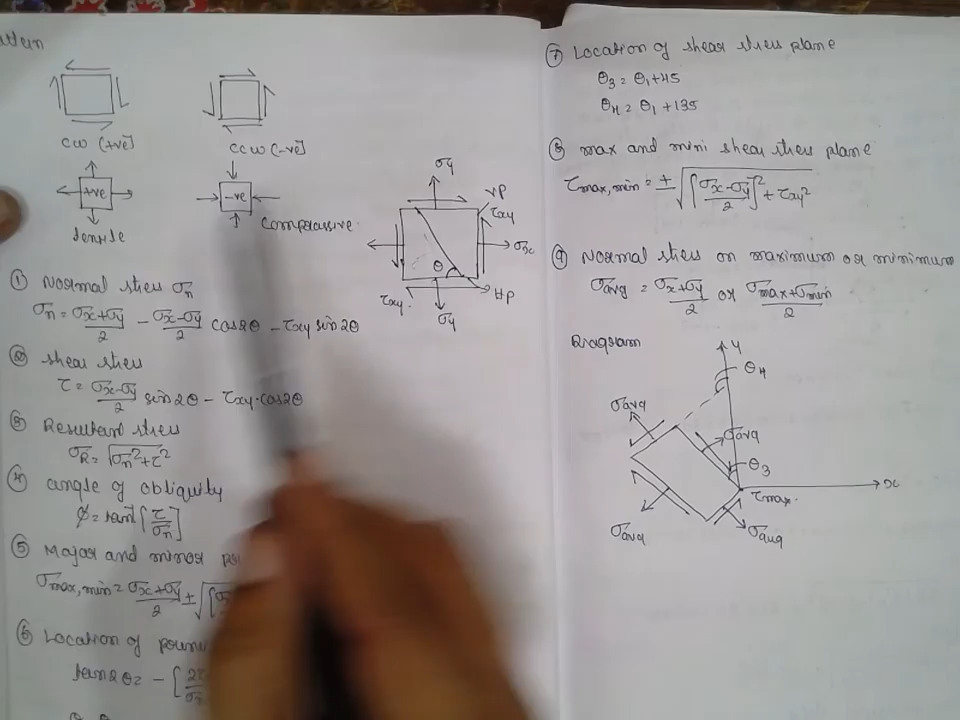 CW (+ve)
CCW (-ve)
+ve
-ve
tensile
compressive
σy
VP
τxy
σx
θ
HP
τxy
σy
① Normal stress σn
σn = σx+σy/2 - σx-σy/2 cos2θ - τxy sin2θ
② shear stress
τ = σx-σy/2 sin2θ - τxy·cos2θ
③ Resultant stress
σR = √σn²+τ²
④ angle of obliquity
ϕ = tan⁻¹[τ/σn]
⑤ Major and minor
σmax,min = σx+σy/2 ± √
⑥ Location of
tan2θ = - [
⑦ Location of shear stress plane
θ3 = θ1+45
θ4 = θ1+135
⑧ max and mini shear stress plane
τmax,min = ± √[σx-σy/2]² + τxy²
⑨ Normal stress on maximum or minimum
σavg = σx+σy/2 or σmax+σmin/2
Diagram
y
θ4
σavg
σavg
θ3
x
τmax.
σavg
σavg